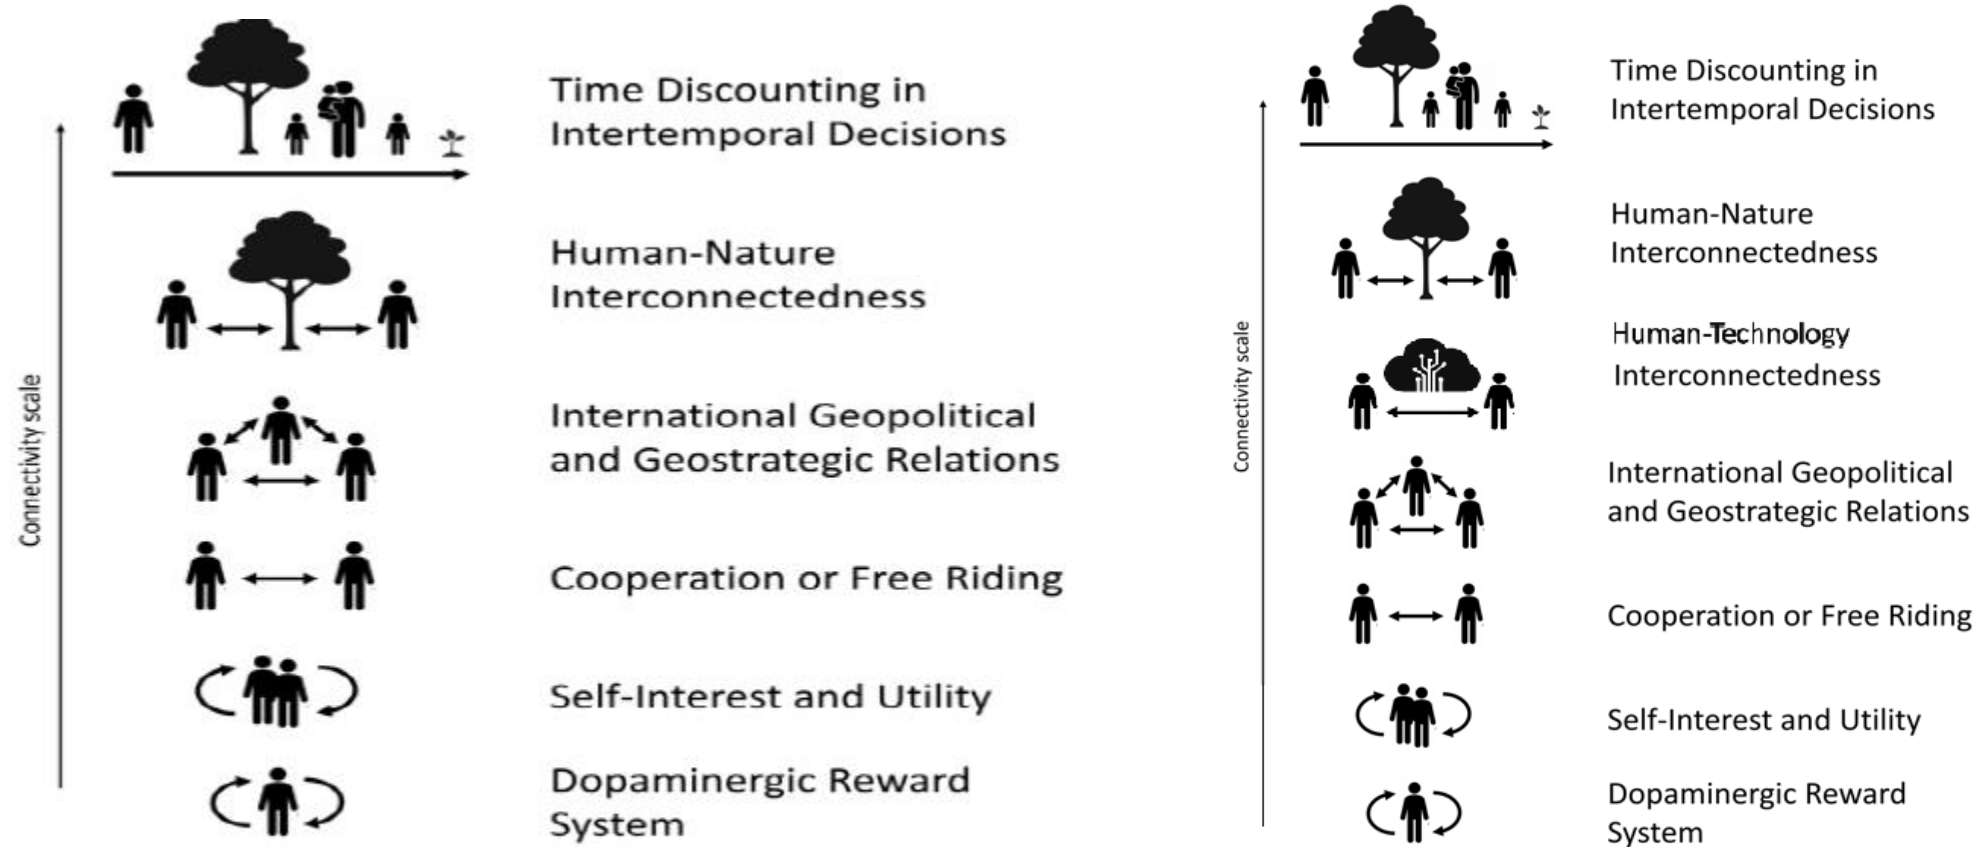 Connectivity scale
Time Discounting in
Intertemporal Decisions
Human-Nature
Interconnectedness
International Geopolitical
and Geostrategic Relations
Cooperation or Free Riding
Self-Interest and Utility
Dopaminergic Reward
System
Connectivity scale
Time Discounting in
Intertemporal Decisions
Human-Nature
Interconnectedness
Human-Technology
Interconnectedness
International Geopolitical
and Geostrategic Relations
Cooperation or Free Riding
Self-Interest and Utility
Dopaminergic Reward
System